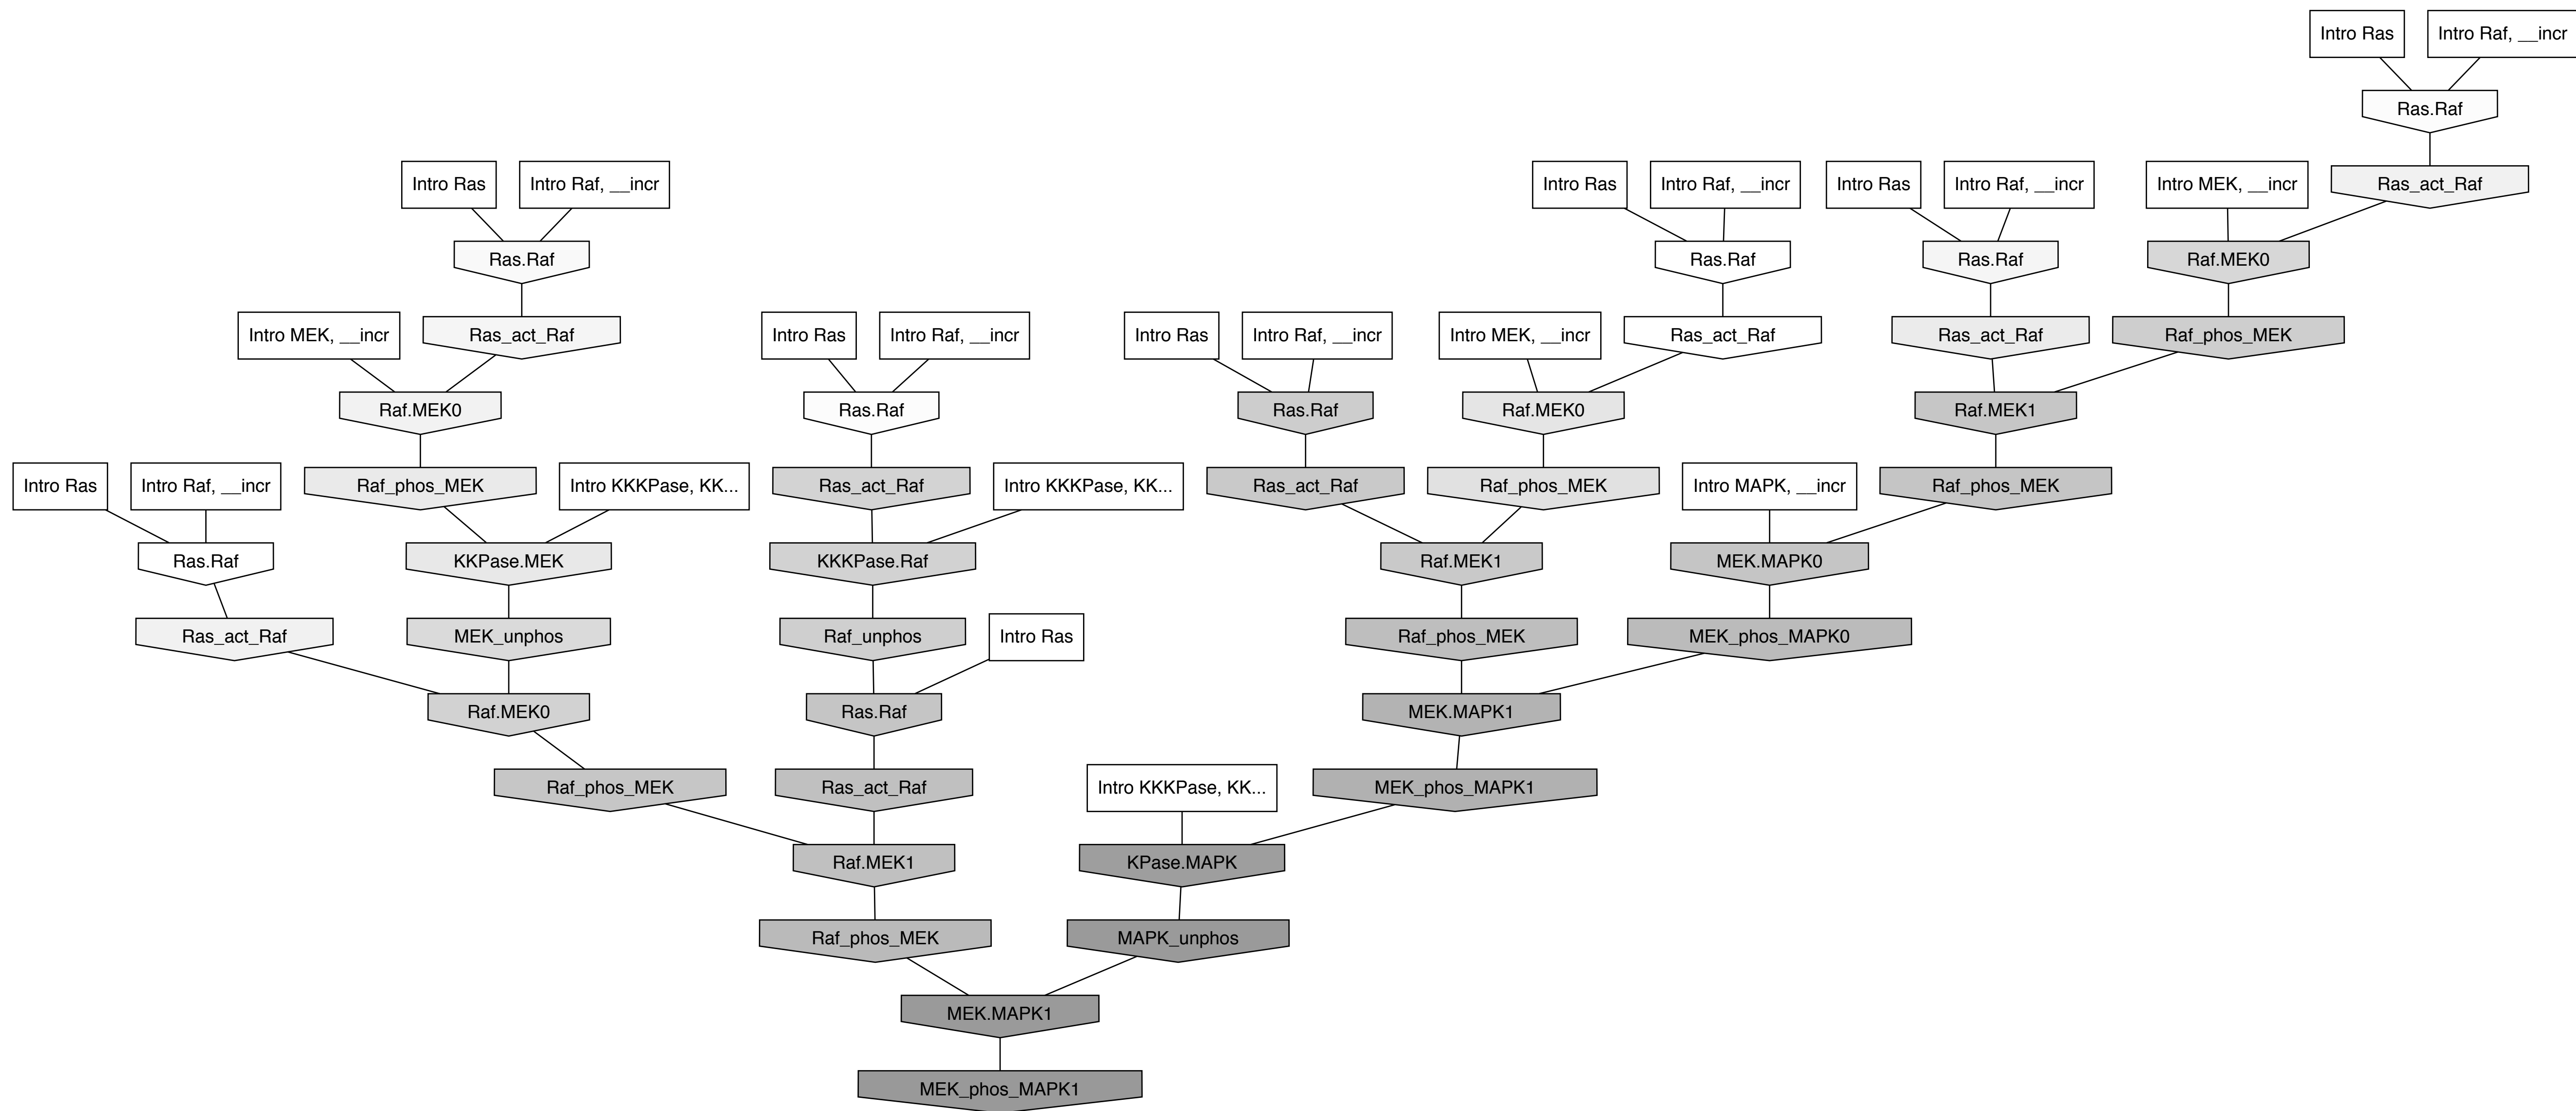 Intro Ras
Intro Raf, __incr
Ras.Raf
Intro Ras
Intro Raf, __incr
Intro Ras
Intro Raf, __incr
Intro Ras
Intro Raf, __incr
Intro MEK, __incr
Ras_act_Raf
Ras.Raf
Ras.Raf
Ras.Raf
Raf.MEK0
Intro MEK, __incr
Ras_act_Raf
Intro Ras
Intro Raf, __incr
Intro Ras
Intro Raf, __incr
Intro MEK, __incr
Ras_act_Raf
Ras_act_Raf
Raf_phos_MEK
Raf.MEK0
Ras.Raf
Ras.Raf
Raf.MEK0
Raf.MEK1
Intro Ras
Intro Raf, __incr
Raf_phos_MEK
Intro KKKPase, KK...
Ras_act_Raf
Intro KKKPase, KK...
Ras_act_Raf
Raf_phos_MEK
Intro MAPK, __incr
Raf_phos_MEK
Ras.Raf
KKPase.MEK
KKKPase.Raf
Raf.MEK1
MEK.MAPK0
Ras_act_Raf
MEK_unphos
Raf_unphos
Intro Ras
Raf_phos_MEK
MEK_phos_MAPK0
Raf.MEK0
Ras.Raf
MEK.MAPK1
Raf_phos_MEK
Ras_act_Raf
Intro KKKPase, KK...
MEK_phos_MAPK1
Raf.MEK1
KPase.MAPK
Raf_phos_MEK
MAPK_unphos
MEK.MAPK1
MEK_phos_MAPK1